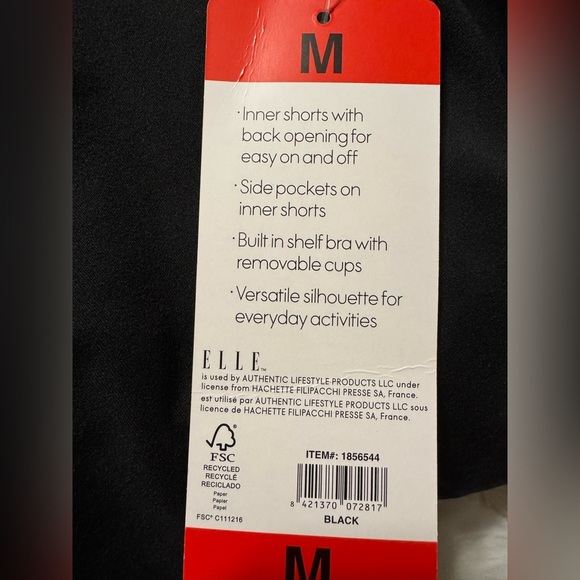 M
· Inner shorts with
back opening for
easy on and off
· Side pockets on
inner shorts
· Built in shelf bra with
removable cups
· Versatile silhouette for
everyday activities
ELLE™
is used by AUTHENTIC LIFESTYLE PRODUCTS LLC under
license from HACHETTE FILIPACCHI PRESSE SA, France.
est utilisé par AUTHENTIC LIFESTYLE PRODUCTS LLC sous
licence de HACHETTE FILIPACCHI PRESSE SA, France.
FSC
RECYCLED
RECYCLÉ
RECICLADO
Paper
Papier
Papel
FSC® C111216
ITEM#: 1856544
8 421370 072817
BLACK
M